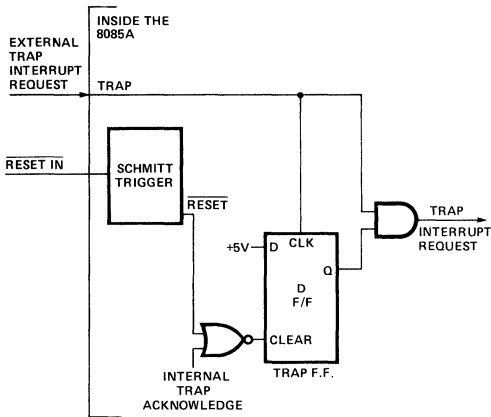 INSIDE THE
8085A
EXTERNAL
TRAP
INTERRUPT
REQUEST
TRAP
RESET IN
SCHMITT
TRIGGER
RESET
+5V
D
CLK
Q
D
F/F
CLEAR
TRAP F.F.
TRAP
INTERRUPT
REQUEST
INTERNAL
TRAP
ACKNOWLEDGE